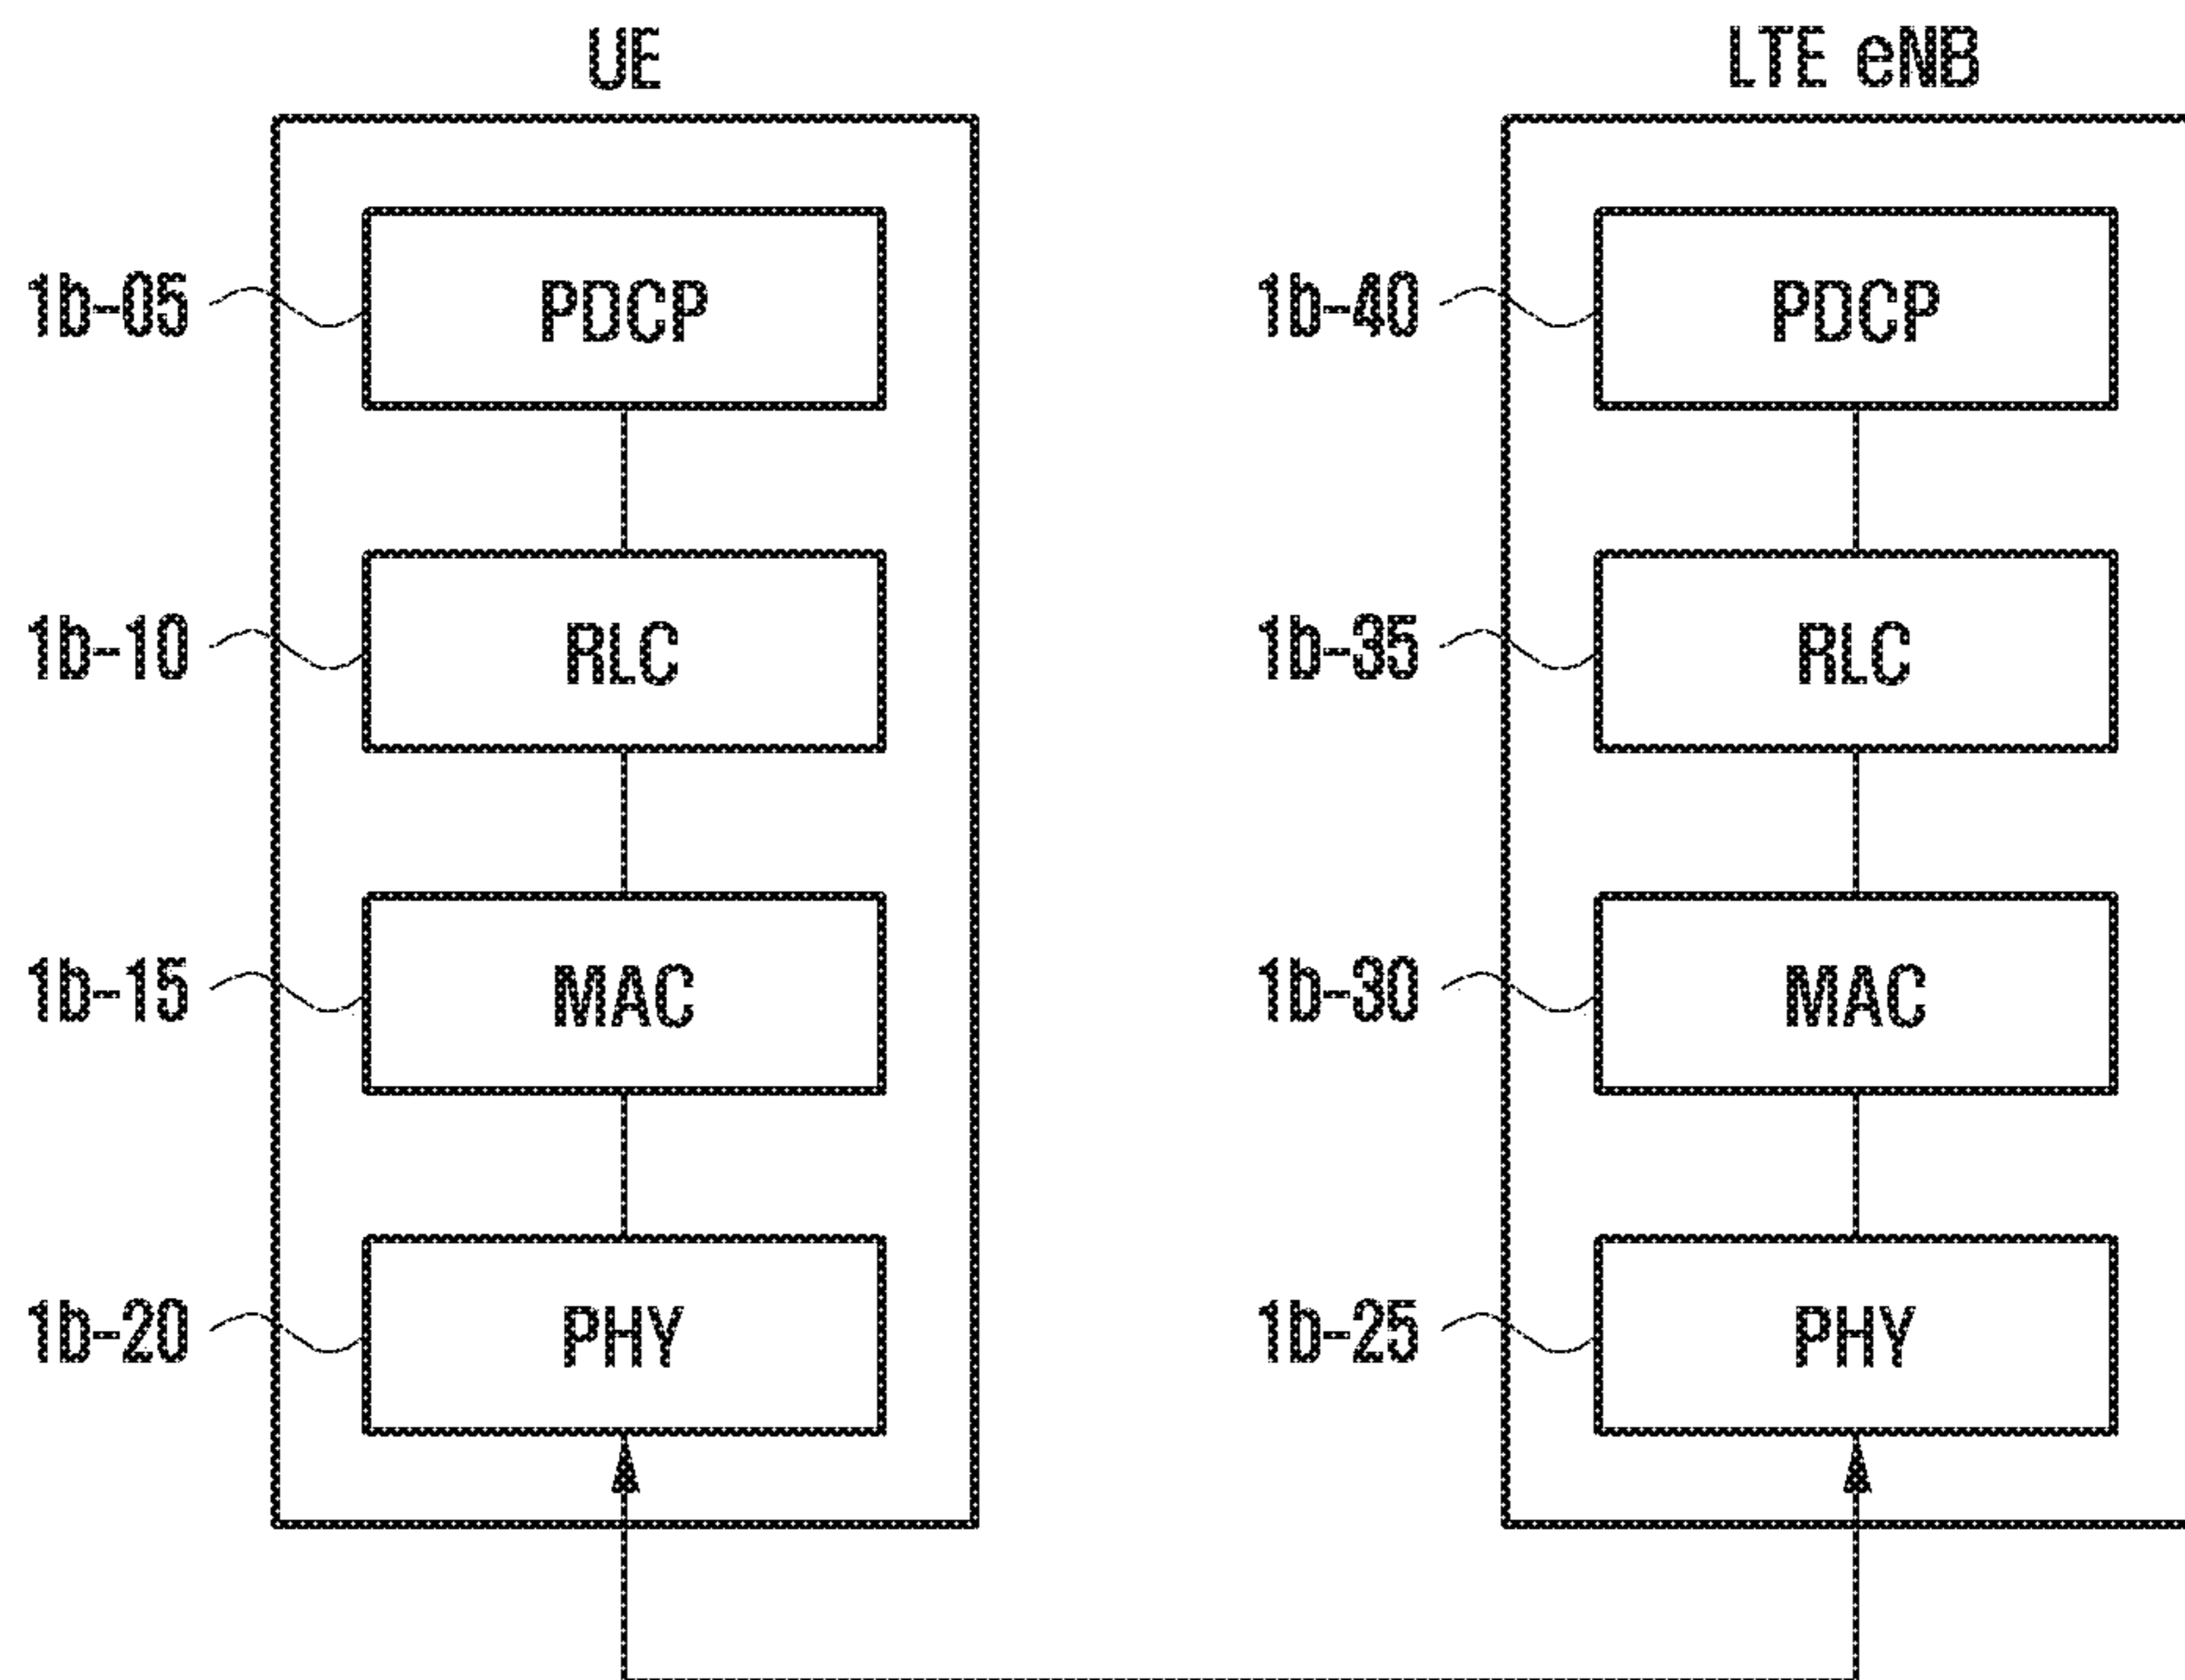 UE
LTE eNB
1b-05
PDCP
1b-40
PDCP
1b-10
RLC
1b-35
RLC
1b-15
MAC
1b-30
MAC
1b-20
PHY
1b-25
PHY